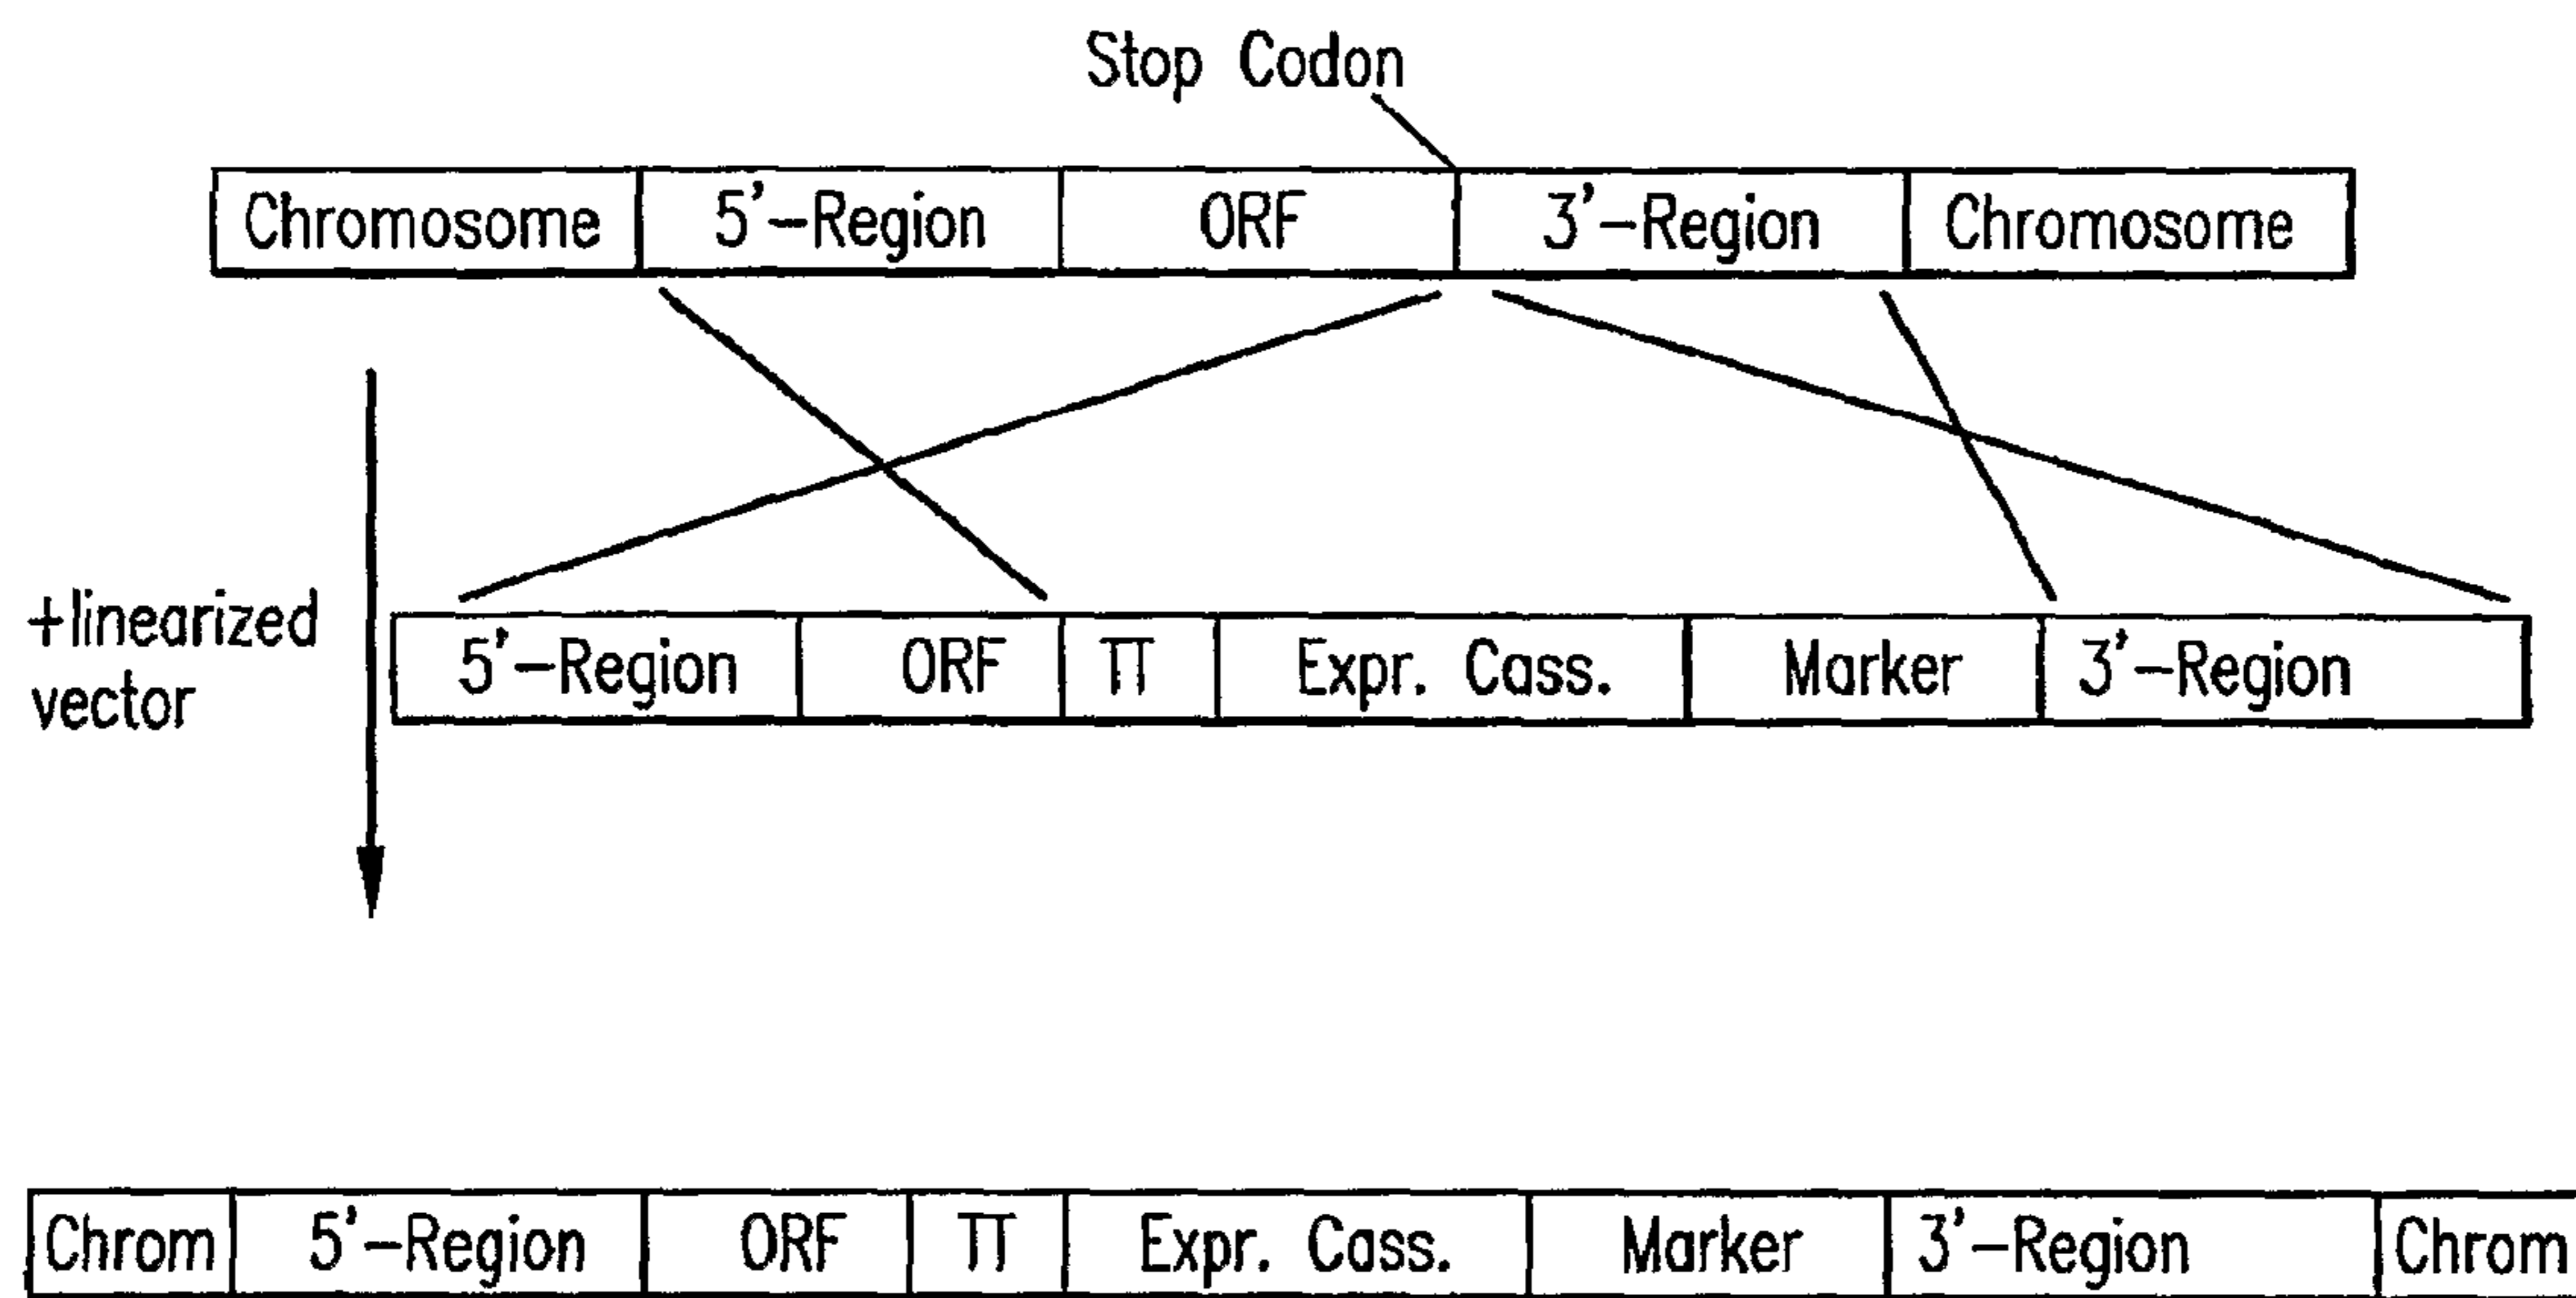 Stop Codon
Chromosome 5'-Region ORF 3'-Region Chromosome
+linearized
vector
5'-Region ORF TT Expr. Cass. Marker 3'-Region
Chrom 5'-Region ORF TT Expr. Cass. Marker 3'-Region Chrom